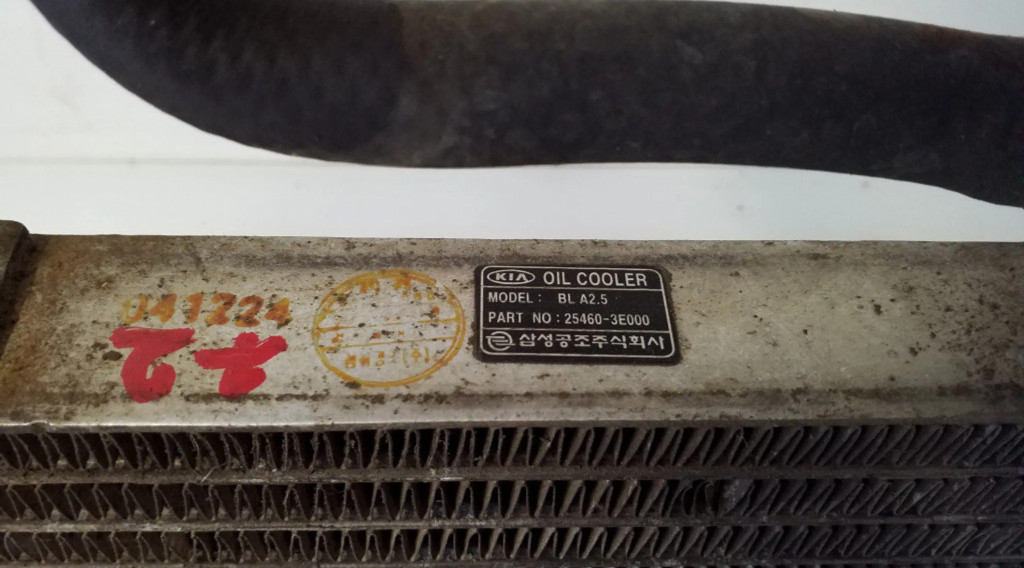 041224
KIA OIL COOLER
MODEL: BL A2.5
PART NO: 25460-3E000
삼성공조주식회사